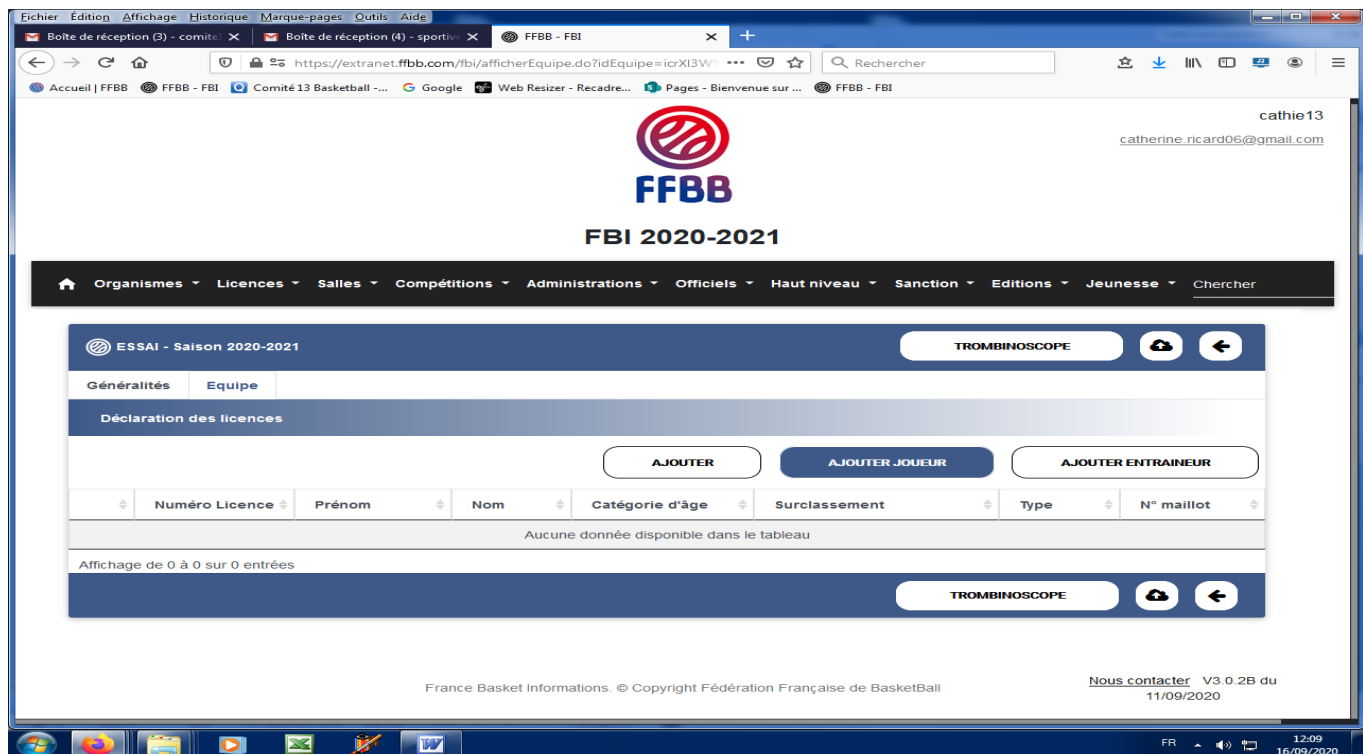 Fichier Édition Affichage Historique Marque-pages Outils Aide
Boîte de réception (3) - comite
Boîte de réception (4) - sportive
FFBB - FBI
https://extranet.ffbb.com/fbi/afficherEquipe.do?idEquipe=icrXI3W
Rechercher
Accueil | FFBB FFBB - FBI Comité 13 Basketball -... Google Web Resizer - Recadre... Pages - Bienvenue sur ... FFBB - FBI
cathie13
catherine.ricard06@gmail.com
FFBB
FBI 2020-2021
Organismes Licences Salles Compétitions Administrations Officiels Haut niveau Sanction Editions Jeunesse Chercher
ESSAI - Saison 2020-2021 TROMBINOSCOPE
Généralités Equipe
Déclaration des licences
AJOUTER AJOUTER JOUEUR AJOUTER ENTRAINEUR
Numéro Licence Prénom Nom Catégorie d'âge Surclassement Type N° maillot
Aucune donnée disponible dans le tableau
Affichage de 0 à 0 sur 0 entrées
TROMBINOSCOPE
France Basket Informations. © Copyright Fédération Française de BasketBall
Nous contacter V3.0.2B du
11/09/2020
FR 12:09
16/09/2020